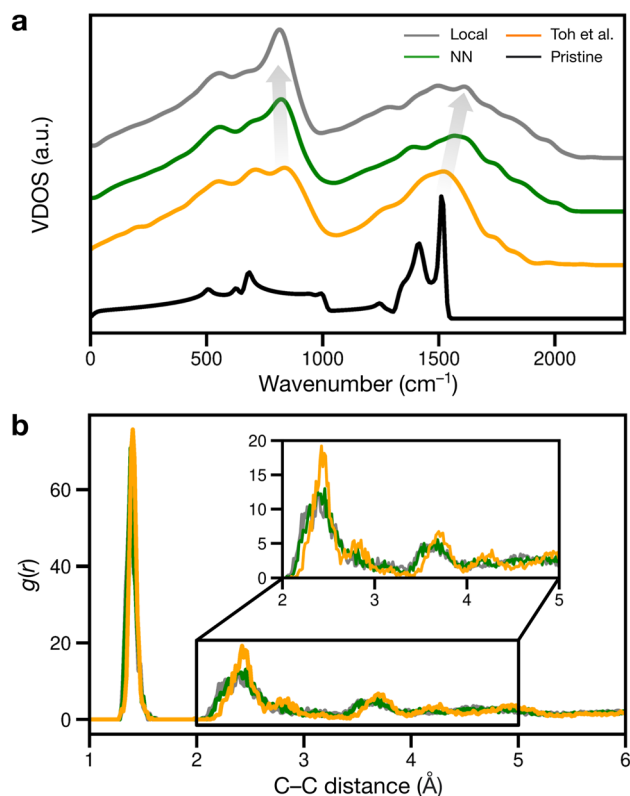 a
Local
Toh et al.
NN
Pristine
VDOS (a.u.)
0 500 1000 1500 2000
Wavenumber (cm⁻¹)
b
20
15
10
5
0
2 3 4 5
60
40
20
0
g(r)
1 2 3 4 5 6
C–C distance (Å)